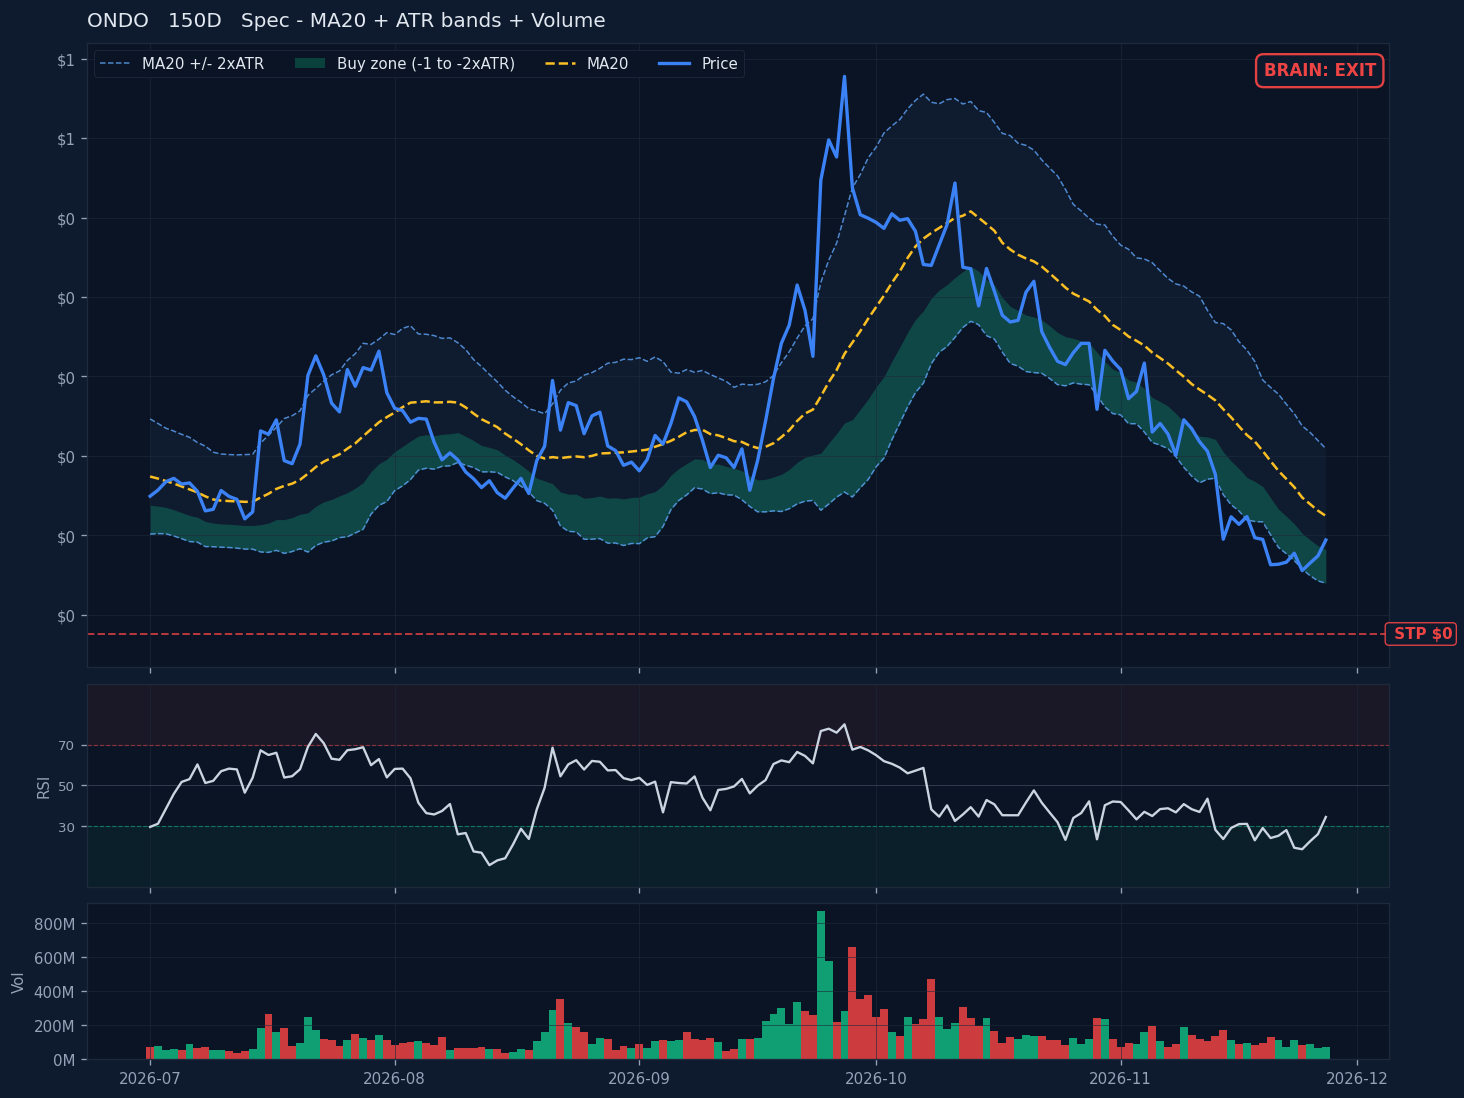 ONDO 150D Spec - MA20 + ATR bands + Volume
MA20 +/- 2xATR Buy zone (-1 to -2xATR) MA20 Price
BRAIN: EXIT
$1
$1
$0
$0
$0
$0
$0
$0
STP $0
RSI
70
50
30
Vol
800M
600M
400M
200M
0M
2026-07 2026-08 2026-09 2026-10 2026-11 2026-12